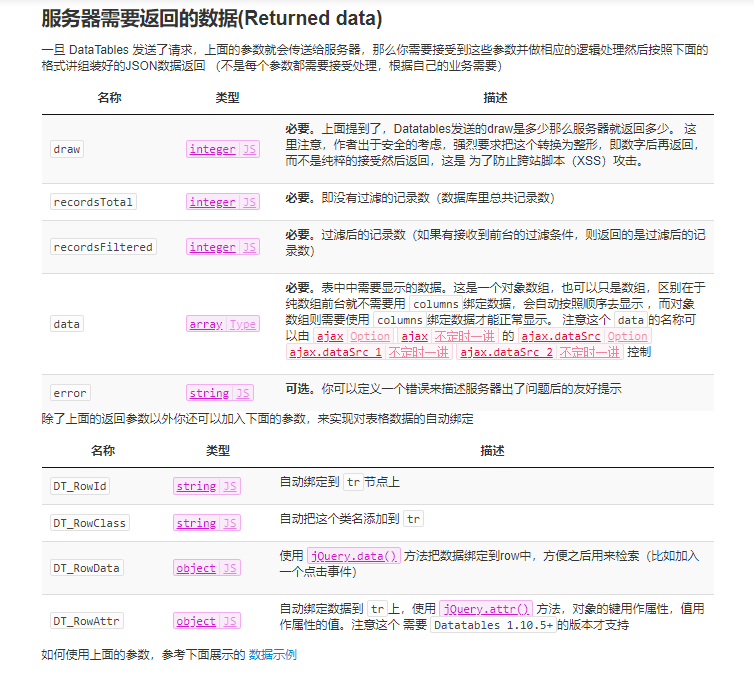 服务器需要返回的数据(Returned data)
一旦 DataTables 发送了请求，上面的参数就会传送给服务器，那么你需要接受到这些参数并做相应的逻辑处理然后按照下面的
格式讲组装好的JSON数据返回 （不是每个参数都需要接受处理，根据自己的业务需要）
名称 类型 描述
draw integer JS 必要。上面提到了，Datatables发送的draw是多少那么服务器就返回多少。 这
里注意，作者出于安全的考虑，强烈要求把这个转换为整形，即数字后再返回，
而不是纯粹的接受然后返回，这是 为了防止跨站脚本（XSS）攻击。
recordsTotal integer JS 必要。即没有过滤的记录数（数据库里总共记录数）
recordsFiltered integer JS 必要。过滤后的记录数（如果有接收到前台的过滤条件，则返回的是过滤后的记
录数）
data array Type 必要。表中中需要显示的数据。这是一个对象数组，也可以只是数组，区别在于
纯数组前台就不需要用 columns 绑定数据，会自动按照顺序去显示 ，而对象
数组则需要使用 columns 绑定数据才能正常显示。 注意这个 data 的名称可
以由 ajax Option ajax 不定时一讲 的 ajax.dataSrc Option
ajax.dataSrc 1 不定时一讲 ajax.dataSrc 2 不定时一讲 控制
error string JS 可选。你可以定义一个错误来描述服务器出了问题后的友好提示
除了上面的返回参数以外你还可以加入下面的参数，来实现对表格数据的自动绑定
名称 类型 描述
DT_RowId string JS 自动绑定到 tr 节点上
DT_RowClass string JS 自动把这个类名添加到 tr
DT_RowData object JS 使用 jQuery.data() 方法把数据绑定到row中，方便之后用来检索（比如加入
一个点击事件）
DT_RowAttr object JS 自动绑定数据到 tr 上，使用 jQuery.attr() 方法，对象的键用作属性，值用
作属性的值。注意这个 需要 Datatables 1.10.5+ 的版本才支持
如何使用上面的参数，参考下面展示的 数据示例